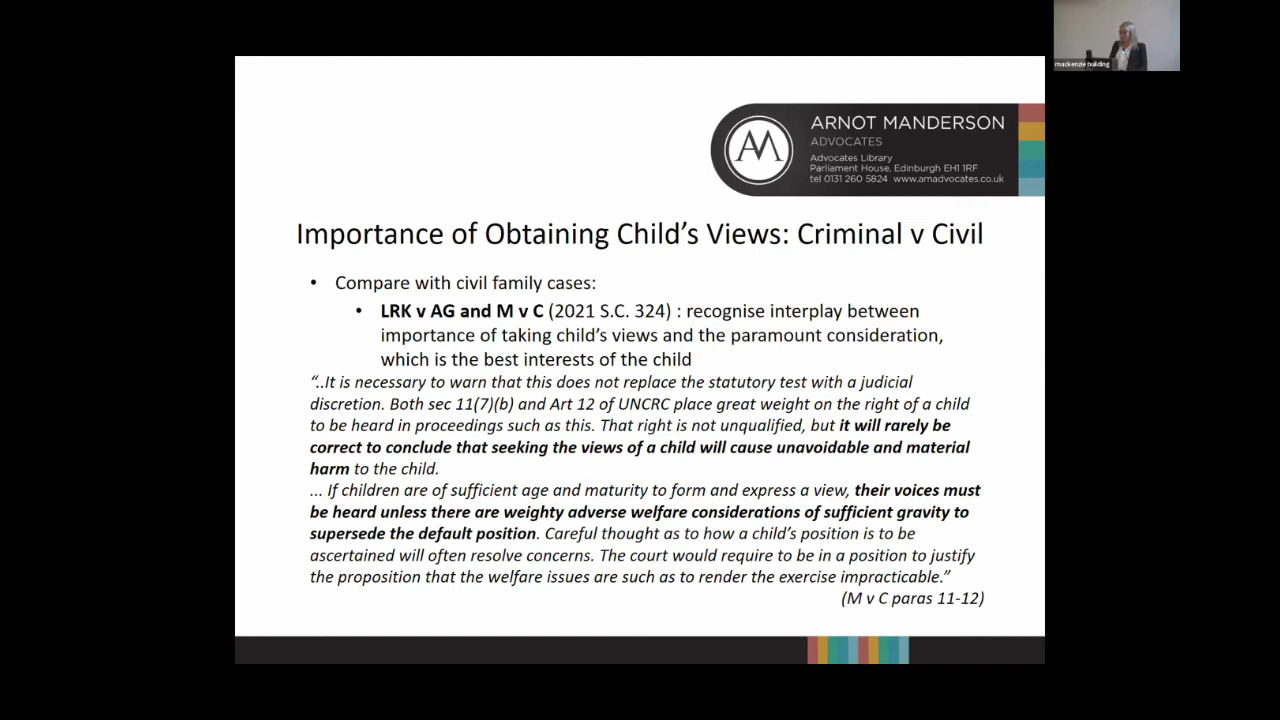 mackenzie building
AM
ARNOT MANDERSON
ADVOCATES
Advocates Library
Parliament House, Edinburgh EH1 1RF
tel 0131 260 5824 www.amadvocates.co.uk
Importance of Obtaining Child’s Views: Criminal v Civil
• Compare with civil family cases:
• LRK v AG and M v C (2021 S.C. 324) : recognise interplay between
importance of taking child’s views and the paramount consideration,
which is the best interests of the child
“..It is necessary to warn that this does not replace the statutory test with a judicial
discretion. Both sec 11(7)(b) and Art 12 of UNCRC place great weight on the right of a child
to be heard in proceedings such as this. That right is not unqualified, but it will rarely be
correct to conclude that seeking the views of a child will cause unavoidable and material
harm to the child.
... If children are of sufficient age and maturity to form and express a view, their voices must
be heard unless there are weighty adverse welfare considerations of sufficient gravity to
supersede the default position. Careful thought as to how a child’s position is to be
ascertained will often resolve concerns. The court would require to be in a position to justify
the proposition that the welfare issues are such as to render the exercise impracticable.”
(M v C paras 11-12)